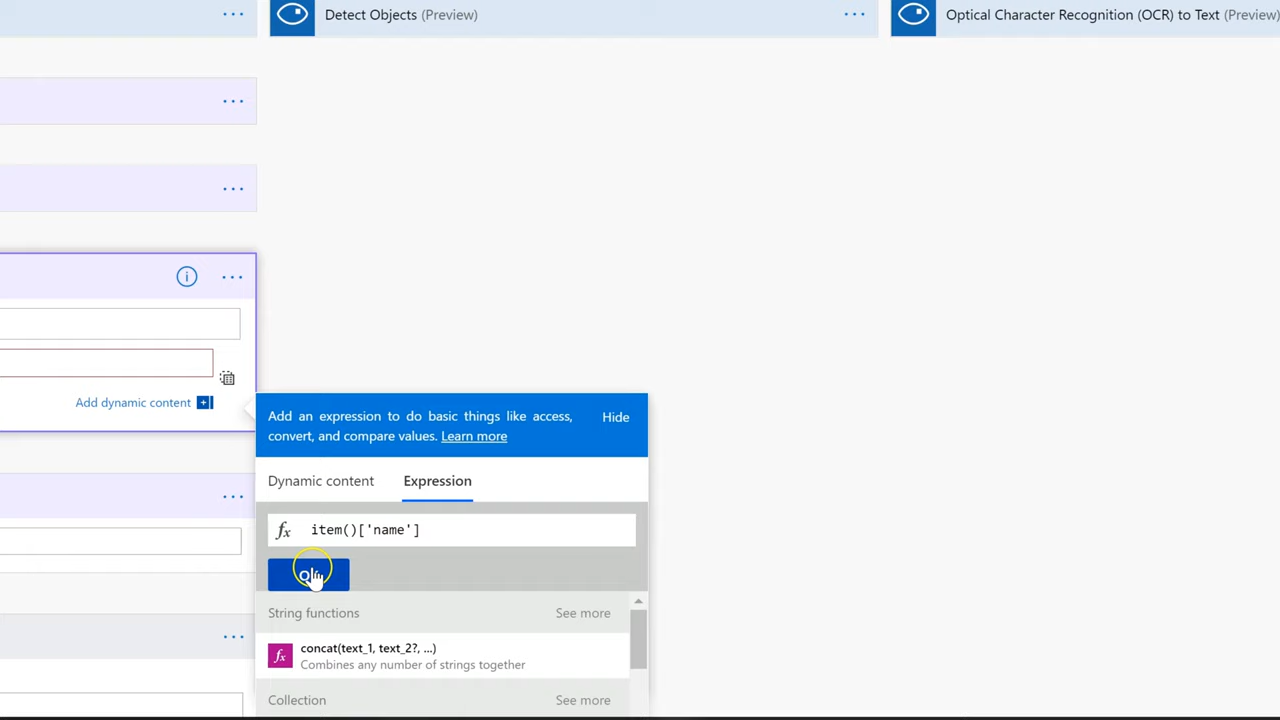 Detect Objects (Preview)
Optical Character Recognition (OCR) to Text (Preview)
Add dynamic content
Add an expression to do basic things like access,
convert, and compare values. Learn more
Hide
Dynamic content
Expression
fx item()['name']
String functions
See more
fx concat(text_1, text_2?, ...)
Combines any number of strings together
Collection
See more